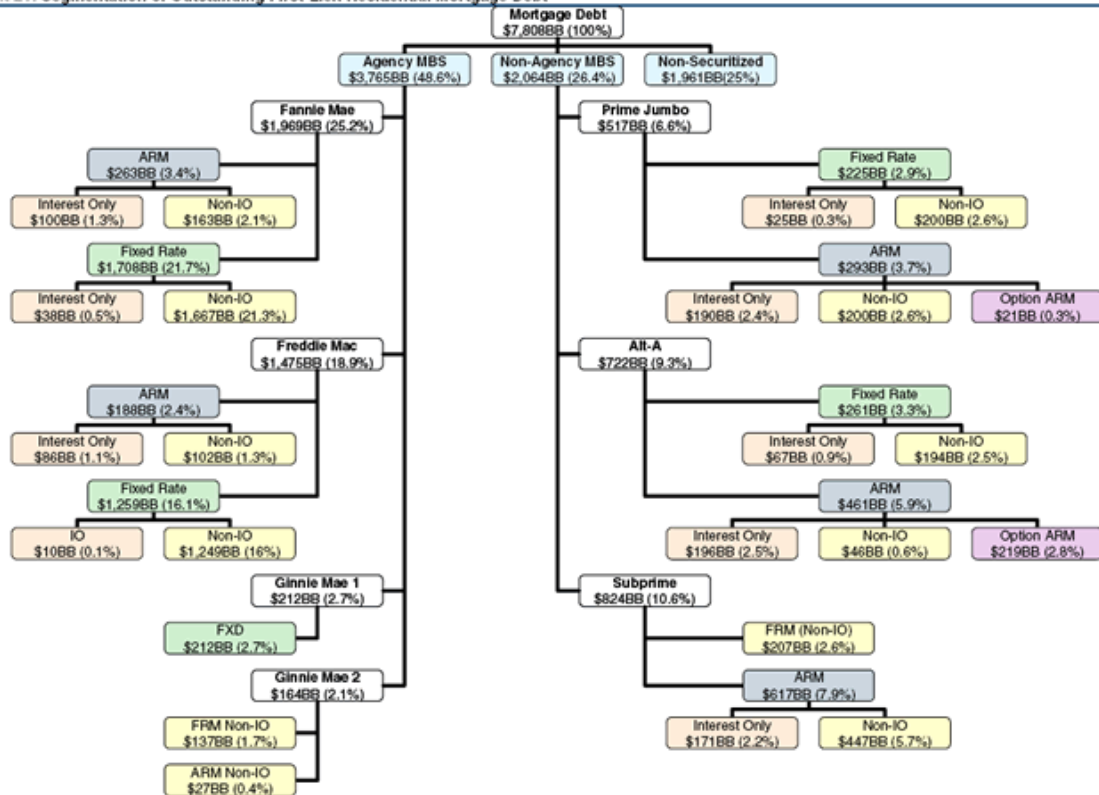 Segmentation of Outstanding First Lien Residential Mortgage Debt
Mortgage Debt
$7,808BB (100%)
Agency MBS
$3,765BB (48.6%)
Non-Agency MBS
$2,064BB (26.4%)
Non-Securitized
$1,961BB(25%)
Fannie Mae
$1,969BB (25.2%)
ARM
$263BB (3.4%)
Interest Only
$100BB (1.3%)
Non-IO
$163BB (2.1%)
Fixed Rate
$1,708BB (21.7%)
Interest Only
$38BB (0.5%)
Non-IO
$1,667BB (21.3%)
Freddie Mac
$1,475BB (18.9%)
ARM
$188BB (2.4%)
Interest Only
$86BB (1.1%)
Non-IO
$102BB (1.3%)
Fixed Rate
$1,259BB (16.1%)
IO
$10BB (0.1%)
Non-IO
$1,249BB (16%)
Ginnie Mae 1
$212BB (2.7%)
FXD
$212BB (2.7%)
Ginnie Mae 2
$164BB (2.1%)
FRM Non-IO
$137BB (1.7%)
ARM Non-IO
$27BB (0.4%)
Prime Jumbo
$517BB (6.6%)
Fixed Rate
$225BB (2.9%)
Interest Only
$25BB (0.3%)
Non-IO
$200BB (2.6%)
ARM
$293BB (3.7%)
Interest Only
$190BB (2.4%)
Non-IO
$200BB (2.6%)
Option ARM
$21BB (0.3%)
Alt-A
$722BB (9.3%)
Fixed Rate
$261BB (3.3%)
Interest Only
$67BB (0.9%)
Non-IO
$194BB (2.5%)
ARM
$461BB (5.9%)
Interest Only
$196BB (2.5%)
Non-IO
$46BB (0.6%)
Option ARM
$219BB (2.8%)
Subprime
$824BB (10.6%)
FRM (Non-IO)
$207BB (2.6%)
ARM
$617BB (7.9%)
Interest Only
$171BB (2.2%)
Non-IO
$447BB (5.7%)